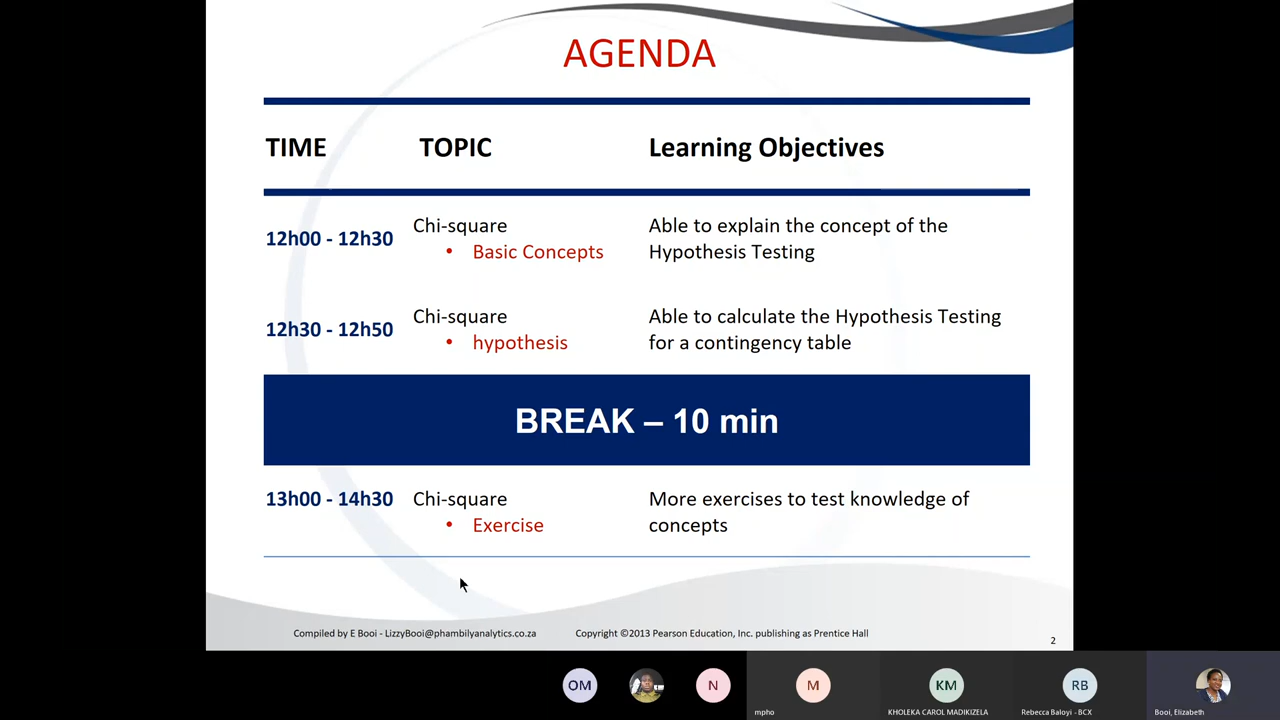 AGENDA
TIME TOPIC Learning Objectives
12h00 - 12h30 Chi-square Able to explain the concept of the
• Basic Concepts Hypothesis Testing
12h30 - 12h50 Chi-square Able to calculate the Hypothesis Testing
• hypothesis for a contingency table
BREAK – 10 min
13h00 - 14h30 Chi-square More exercises to test knowledge of
• Exercise concepts
Compiled by E Booi - LizzyBooi@phambilyanalytics.co.za Copyright ©2013 Pearson Education, Inc. publishing as Prentice Hall 2
OM N M KM RB
mpho KHOLEKA CAROL MADIKIZELA Rebecca Baloyi - BCX Booi, Elizabeth